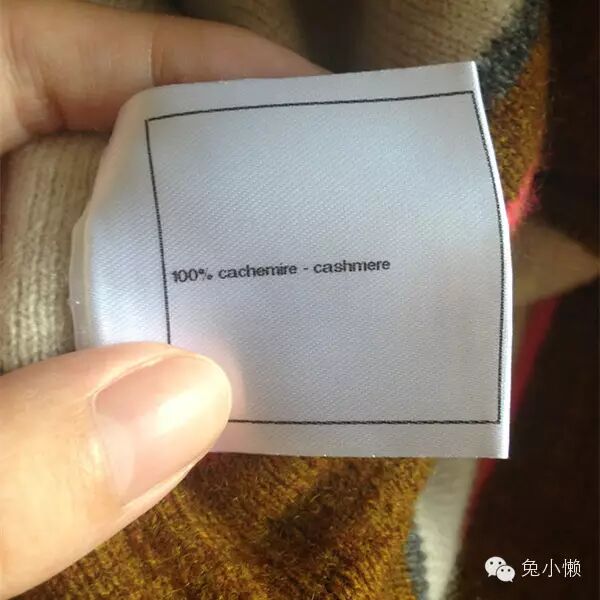 100% cachemire - cashmere
兔小懒